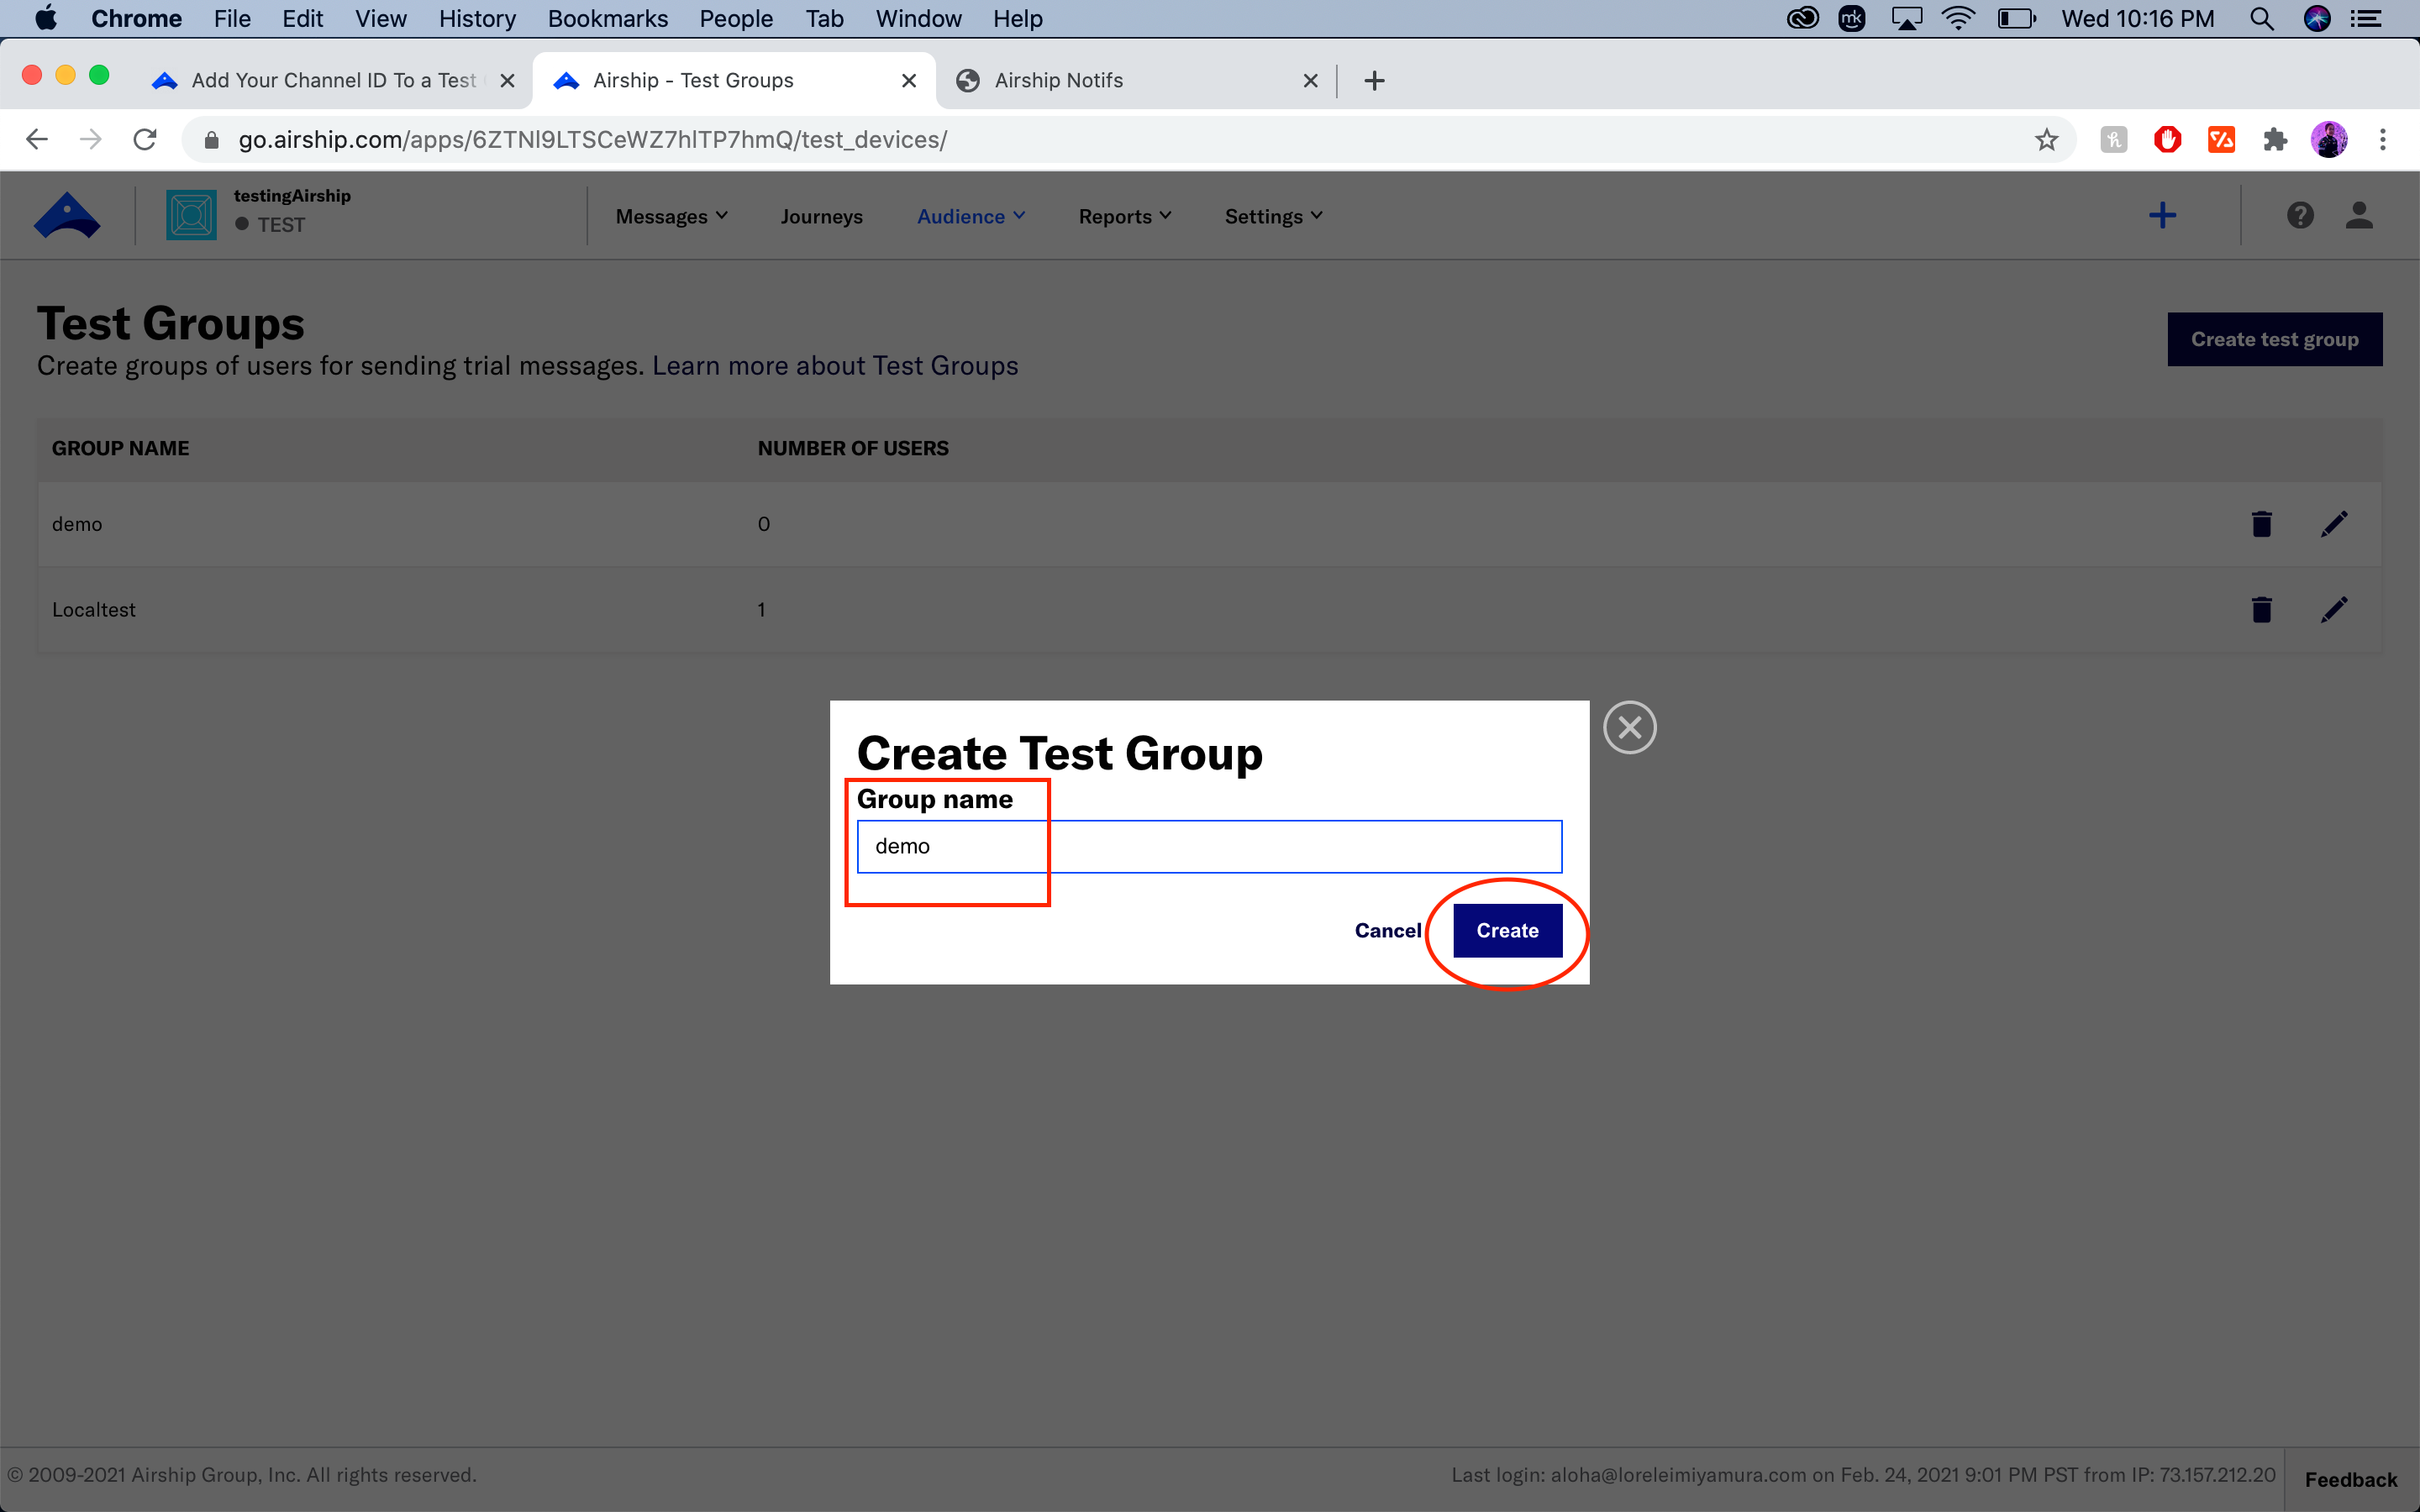 Chrome File Edit View History Bookmarks People Tab Window Help mk Wed 10:16 PM
Add Your Channel ID To a Test Airship - Test Groups Airship Notifs
go.airship.com/apps/6ZTNl9LTSCeWZ7hlTP7hmQ/test_devices/
testingAirship
TEST
Messages Journeys Audience Reports Settings
Test Groups
Create groups of users for sending trial messages. Learn more about Test Groups
Create test group
GROUP NAME NUMBER OF USERS
demo 0
Localtest 1
Create Test Group
Group name
demo
Cancel Create
© 2009-2021 Airship Group, Inc. All rights reserved. Last login: aloha@loreleimiyamura.com on Feb. 24, 2021 9:01 PM PST from IP: 73.157.212.20 Feedback